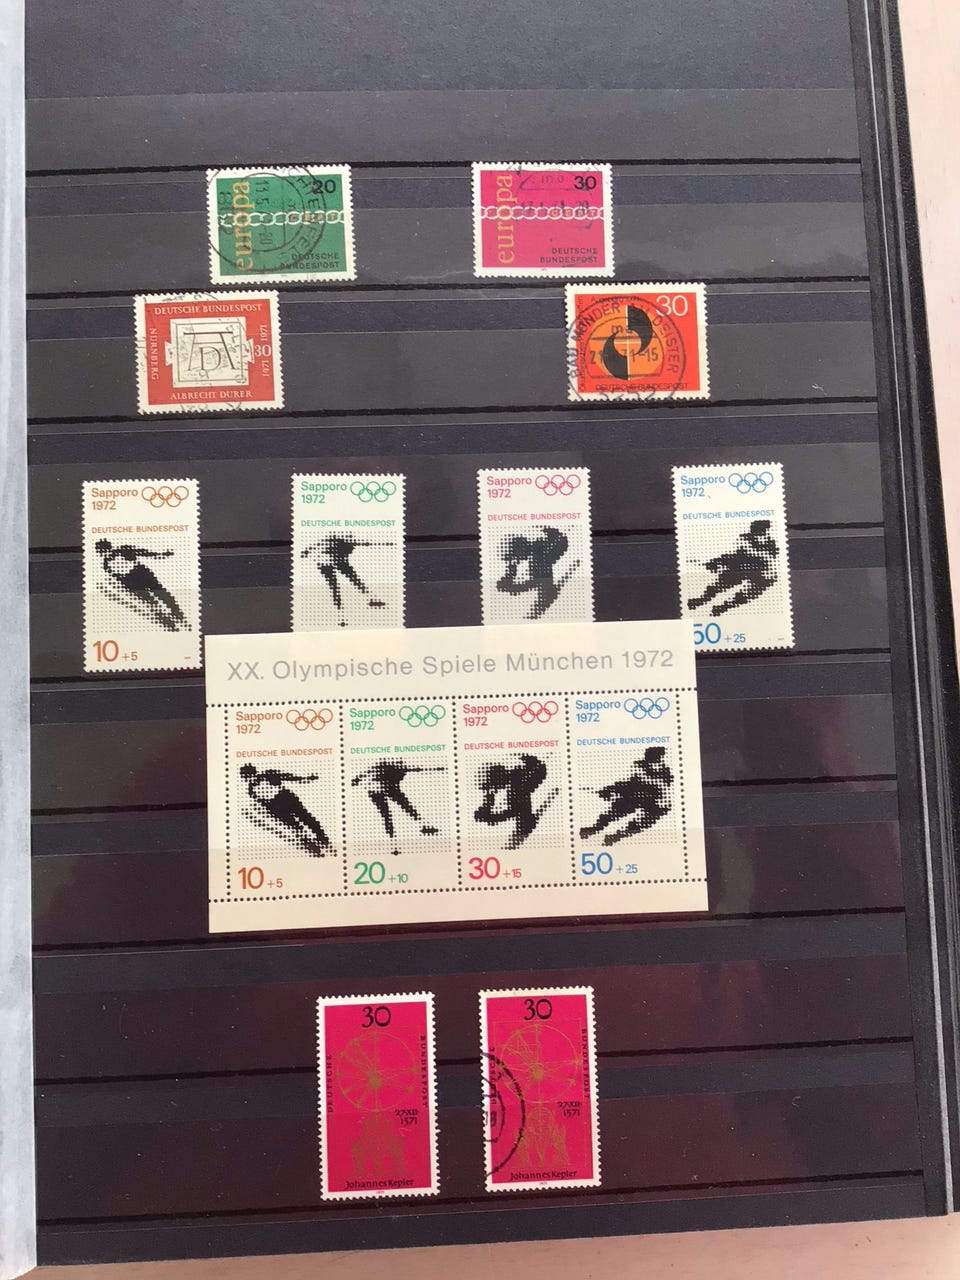 europa
20
DEUTSCHE
BUNDESPOST
europa
30
DEUTSCHE
BUNDESPOST
DEUTSCHE BUNDESPOST
NÜRNBERG
30
1471 1971
ALBRECHT DÜRER
30
DEUTSCHE BUNDESPOST
Sapporo
1972
DEUTSCHE BUNDESPOST
10 +5
Sapporo
1972
DEUTSCHE BUNDESPOST
Sapporo
1972
DEUTSCHE BUNDESPOST
Sapporo
1972
DEUTSCHE BUNDESPOST
50 +25
XX. Olympische Spiele München 1972
Sapporo
1972
DEUTSCHE BUNDESPOST
10 +5
Sapporo
1972
DEUTSCHE BUNDESPOST
20 +10
Sapporo
1972
DEUTSCHE BUNDESPOST
30 +15
Sapporo
1972
DEUTSCHE BUNDESPOST
50 +25
30
DEUTSCHE
BUNDESPOST
27·XII
1571
Johannes Kepler
30
DEUTSCHE
BUNDESPOST
27·XII
1571
Johannes Kepler